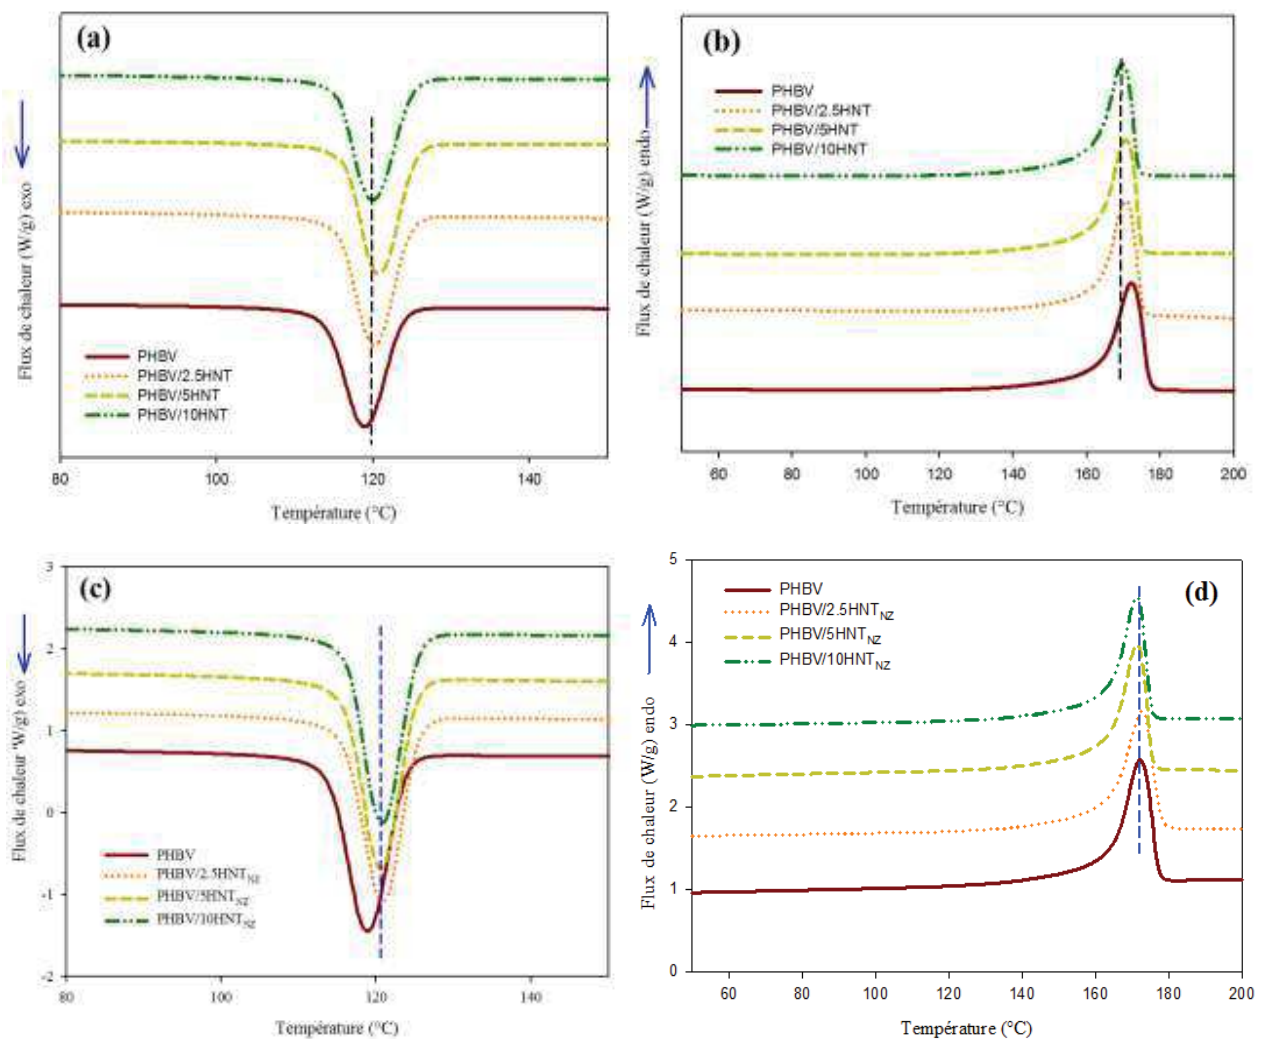 (a)
Flux de chaleur (W/g) exo
PHBV
PHBV/2.5HNT
PHBV/5HNT
PHBV/10HNT
80 100 120 140
Température (°C)
(b)
Flux de chaleur (W/g) endo
PHBV
PHBV/2.5HNT
PHBV/5HNT
PHBV/10HNT
60 80 100 120 140 160 180 200
Température (°C)
(c)
Flux de chaleur 'W/g) exo
3
2
1
0
-1
-2
PHBV
PHBV/2.5HNTNZ
PHBV/5HNTNZ
PHBV/10HNTNZ
80 100 120 140
Température (°C)
(d)
Flux de chaleur (W/g) endo
5
4
3
2
1
0
PHBV
PHBV/2.5HNTNZ
PHBV/5HNTNZ
PHBV/10HNTNZ
60 80 100 120 140 160 180 200
Température (°C)